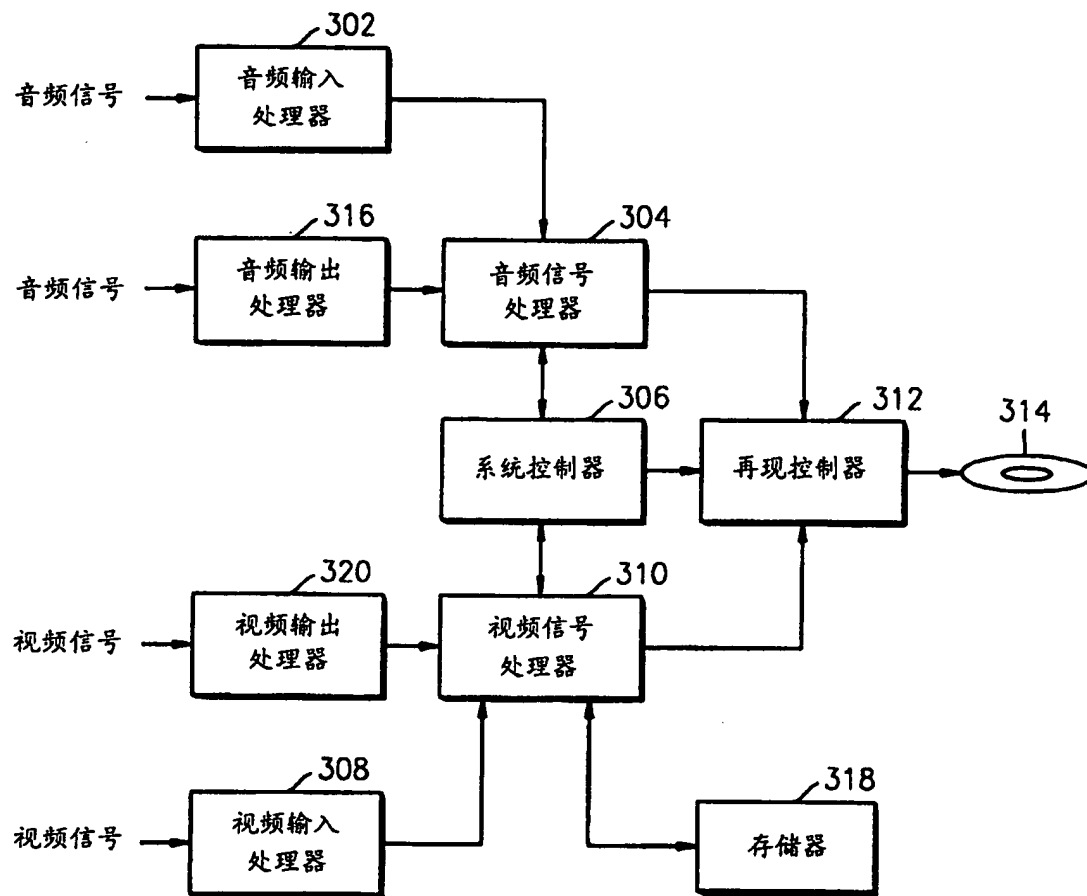 302
音频信号
音频输入
处理器
316
304
音频信号
音频输出
处理器
音频信号
处理器
306
312
314
系统控制器
再现控制器
320
310
视频信号
视频输出
处理器
视频信号
处理器
308
318
视频信号
视频输入
处理器
存储器